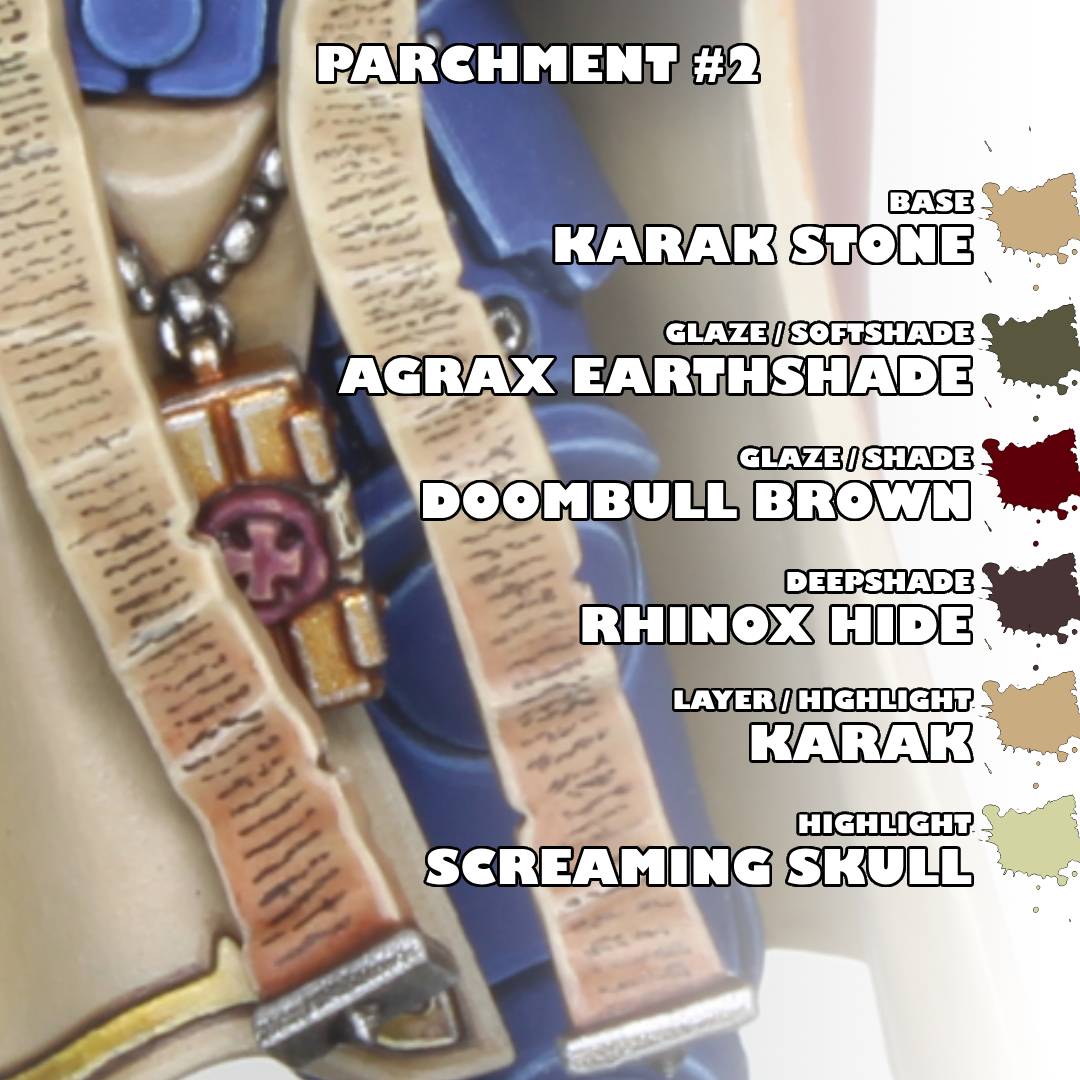 PARCHMENT #2
BASE
KARAK STONE
GLAZE / SOFTSHADE
AGRAX EARTHSHADE
GLAZE / SHADE
DOOMBULL BROWN
DEEPSHADE
RHINOX HIDE
LAYER / HIGHLIGHT
KARAK
HIGHLIGHT
SCREAMING SKULL